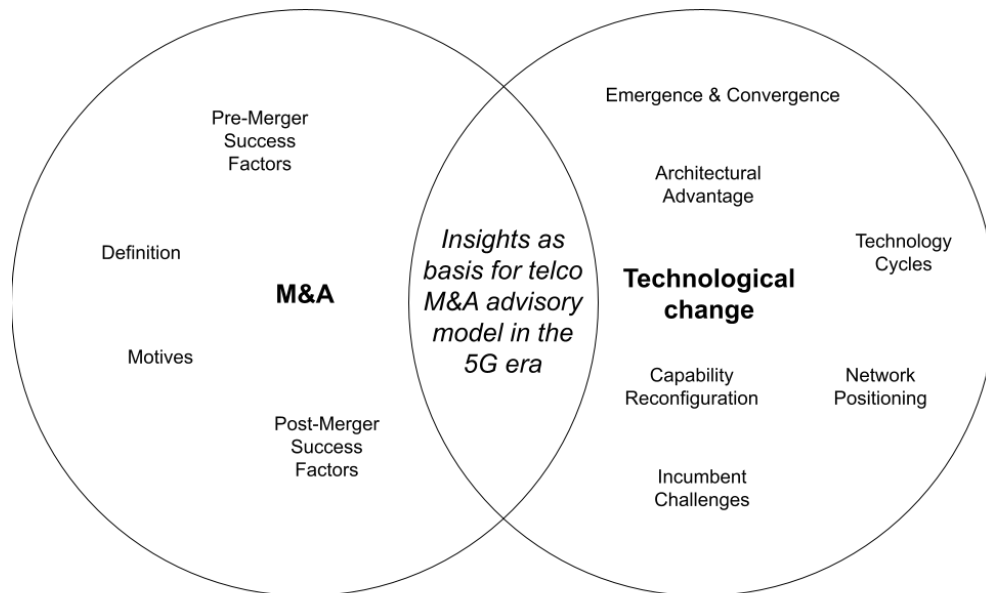 Pre-Merger
Success
Factors
Definition
M&A
Motives
Post-Merger
Success
Factors
Insights as
basis for telco
M&A advisory
model in the
5G era
Emergence & Convergence
Architectural
Advantage
Technology
Cycles
Technological
change
Capability
Reconfiguration
Network
Positioning
Incumbent
Challenges